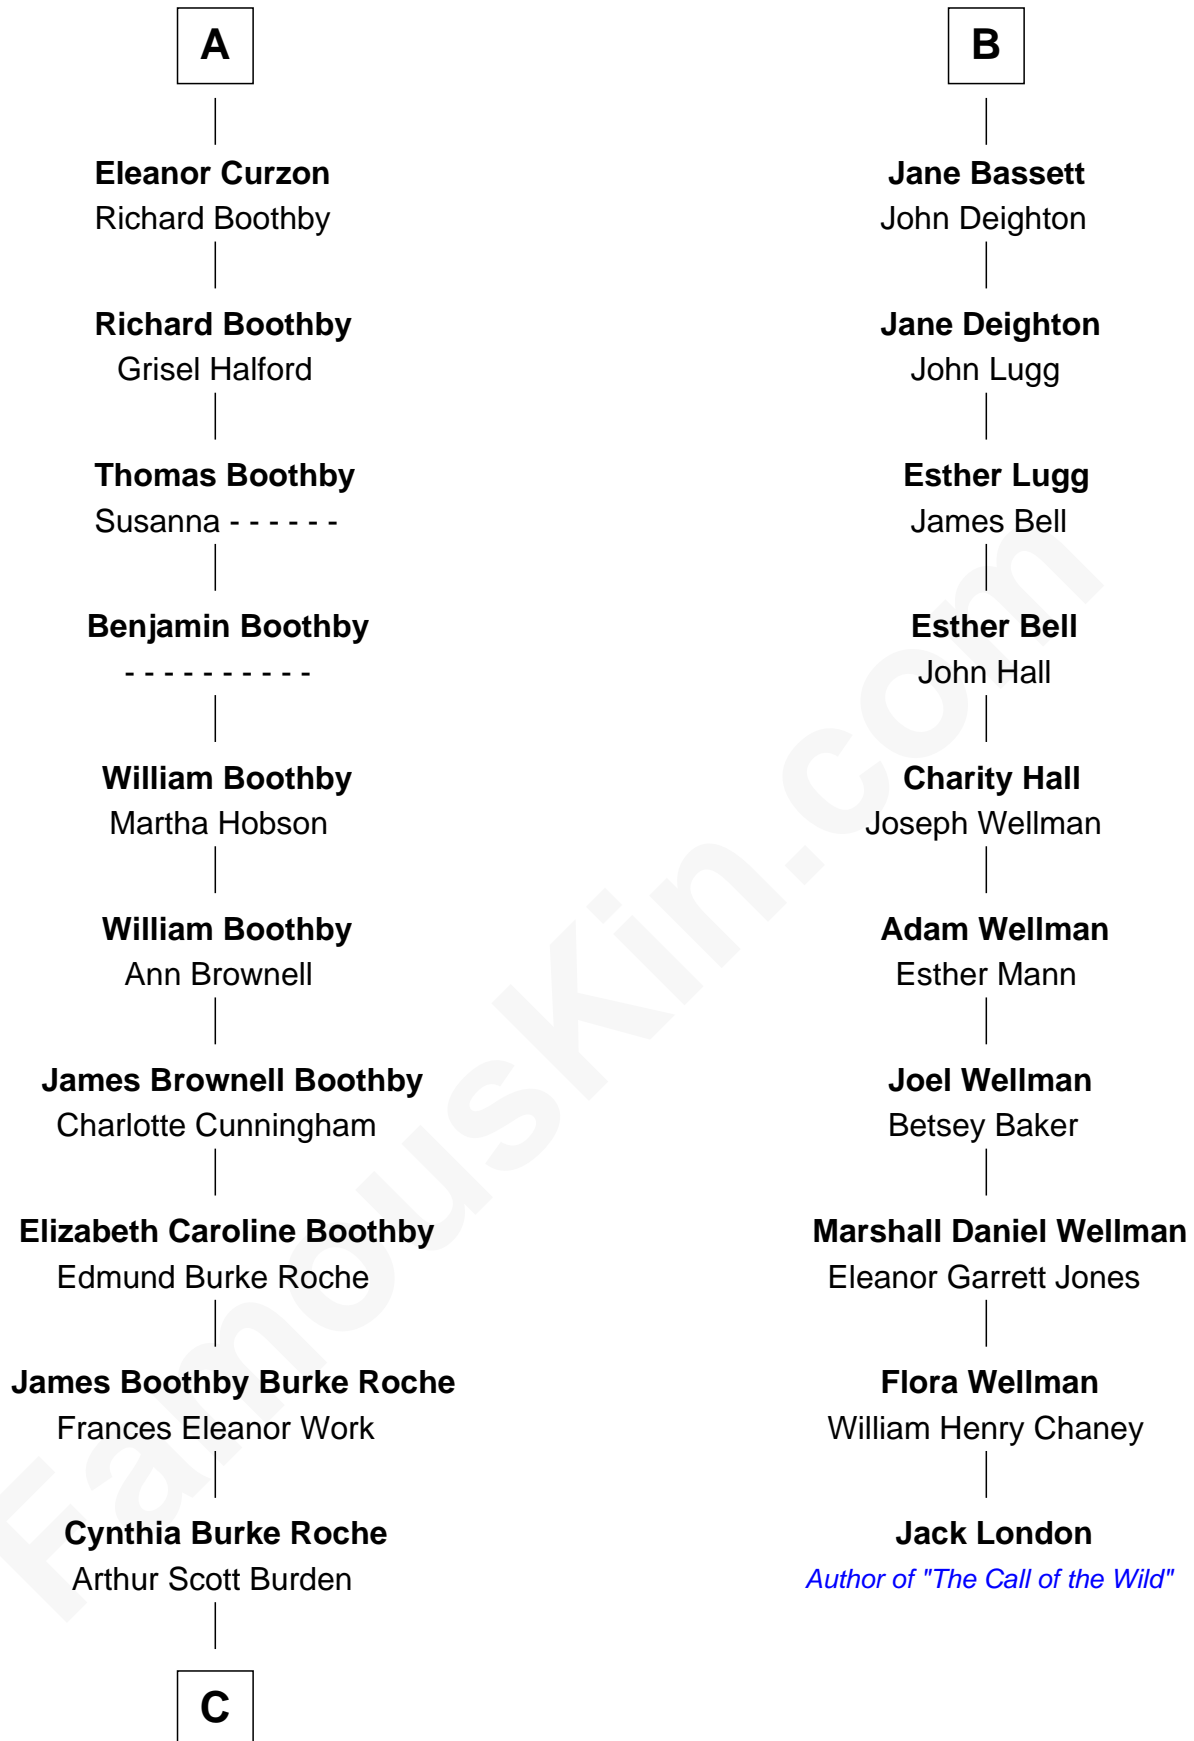 A
Eleanor Curzon
Richard Boothby
Richard Boothby
Grisel Halford
Thomas Boothby
Susanna - - - - - -
Benjamin Boothby
- - - - - - - - - -
William Boothby
Martha Hobson
William Boothby
Ann Brownell
James Brownell Boothby
Charlotte Cunningham
Elizabeth Caroline Boothby
Edmund Burke Roche
James Boothby Burke Roche
Frances Eleanor Work
Cynthia Burke Roche
Arthur Scott Burden
C
B
Jane Bassett
John Deighton
Jane Deighton
John Lugg
Esther Lugg
James Bell
Esther Bell
John Hall
Charity Hall
Joseph Wellman
Adam Wellman
Esther Mann
Joel Wellman
Betsey Baker
Marshall Daniel Wellman
Eleanor Garrett Jones
Flora Wellman
William Henry Chaney
Jack London
Author of "The Call of the Wild"
FamousKin.com